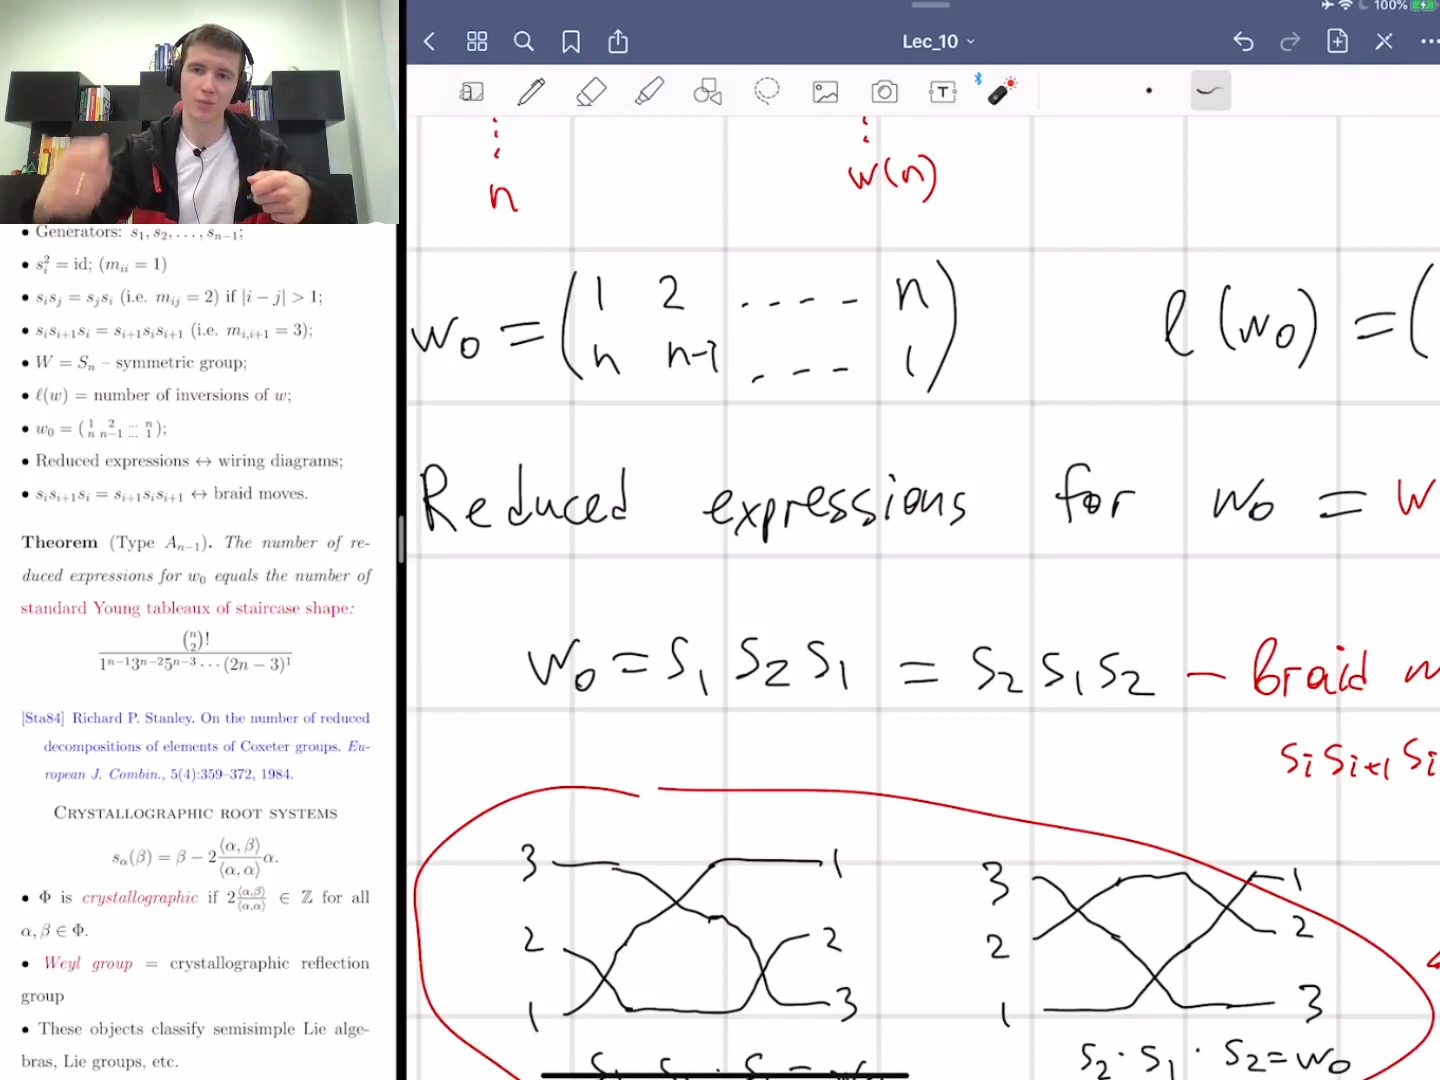 100%
Lec_10
T
• Generators: s₁, s₂, . . . , sₙ₋₁;
• sᵢ² = id; (mᵢᵢ = 1)
• sᵢsⱼ = sⱼsᵢ (i.e. mᵢⱼ = 2) if |i − j| > 1;
• sᵢsᵢ₊₁sᵢ = sᵢ₊₁sᵢsᵢ₊₁ (i.e. mᵢ,ᵢ₊₁ = 3);
• W = Sₙ – symmetric group;
• ℓ(w) = number of inversions of w;
• w₀ = (1 2 ... n / n n−1 ... 1);
• Reduced expressions ↔ wiring diagrams;
• sᵢsᵢ₊₁sᵢ = sᵢ₊₁sᵢsᵢ₊₁ ↔ braid moves.
Theorem (Type Aₙ₋₁). The number of re-
duced expressions for w₀ equals the number of
standard Young tableaux of staircase shape:
(n 2)!
1ⁿ⁻¹3ⁿ⁻²5ⁿ⁻³ · · · (2n − 3)¹
[Sta84] Richard P. Stanley. On the number of reduced
decompositions of elements of Coxeter groups. Eu-
ropean J. Combin., 5(4):359–372, 1984.
Crystallographic root systems
s_α(β) = β − 2 ⟨α, β⟩/⟨α, α⟩ α.
• Φ is crystallographic if 2⟨α,β⟩/⟨α,α⟩ ∈ ℤ for all
α, β ∈ Φ.
• Weyl group = crystallographic reflection
group
• These objects classify semisimple Lie alge-
bras, Lie groups, etc.
n w(n)
w₀ = (1 2 .... n / n n-1 ... 1) ℓ(w₀) = (
Reduced expressions for w₀ = w
w₀ = s₁ s₂ s₁ = s₂ s₁ s₂ – Braid m
sᵢ sᵢ₊₁ sᵢ
3 1 3 1
2 2 2 2
1 3 1 3
s₂ · s₁ · s₂ = w₀